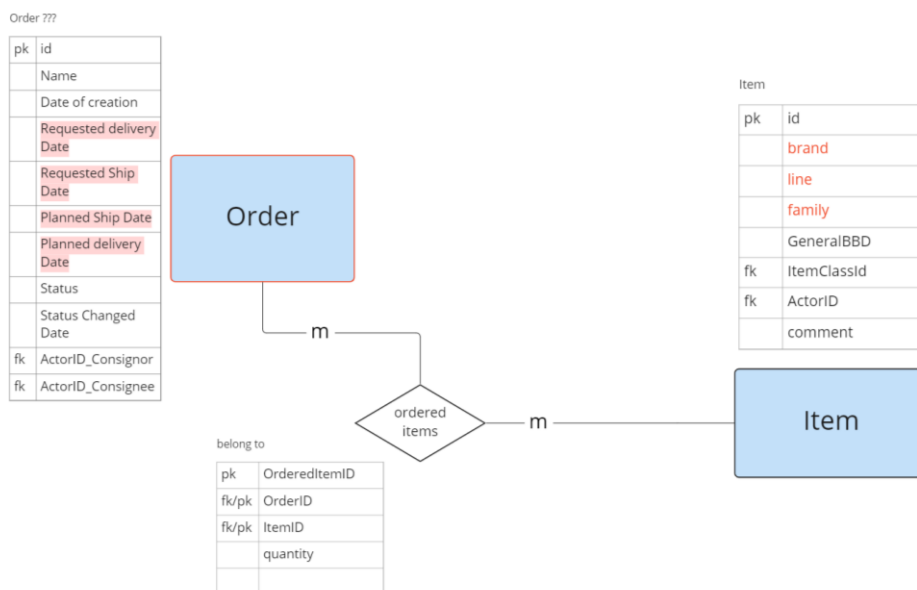 Order ???
pk id
Name
Date of creation
Requested delivery
Date
Requested Ship
Date
Planned Ship Date
Planned delivery
Date
Status
Status Changed
Date
fk ActorID_Consignor
fk ActorID_Consignee
Order
m
ordered
items
m
belong to
pk OrderedItemID
fk/pk OrderID
fk/pk ItemID
quantity
Item
pk id
brand
line
family
GeneralBBD
fk ItemClassId
fk ActorID
comment
Item